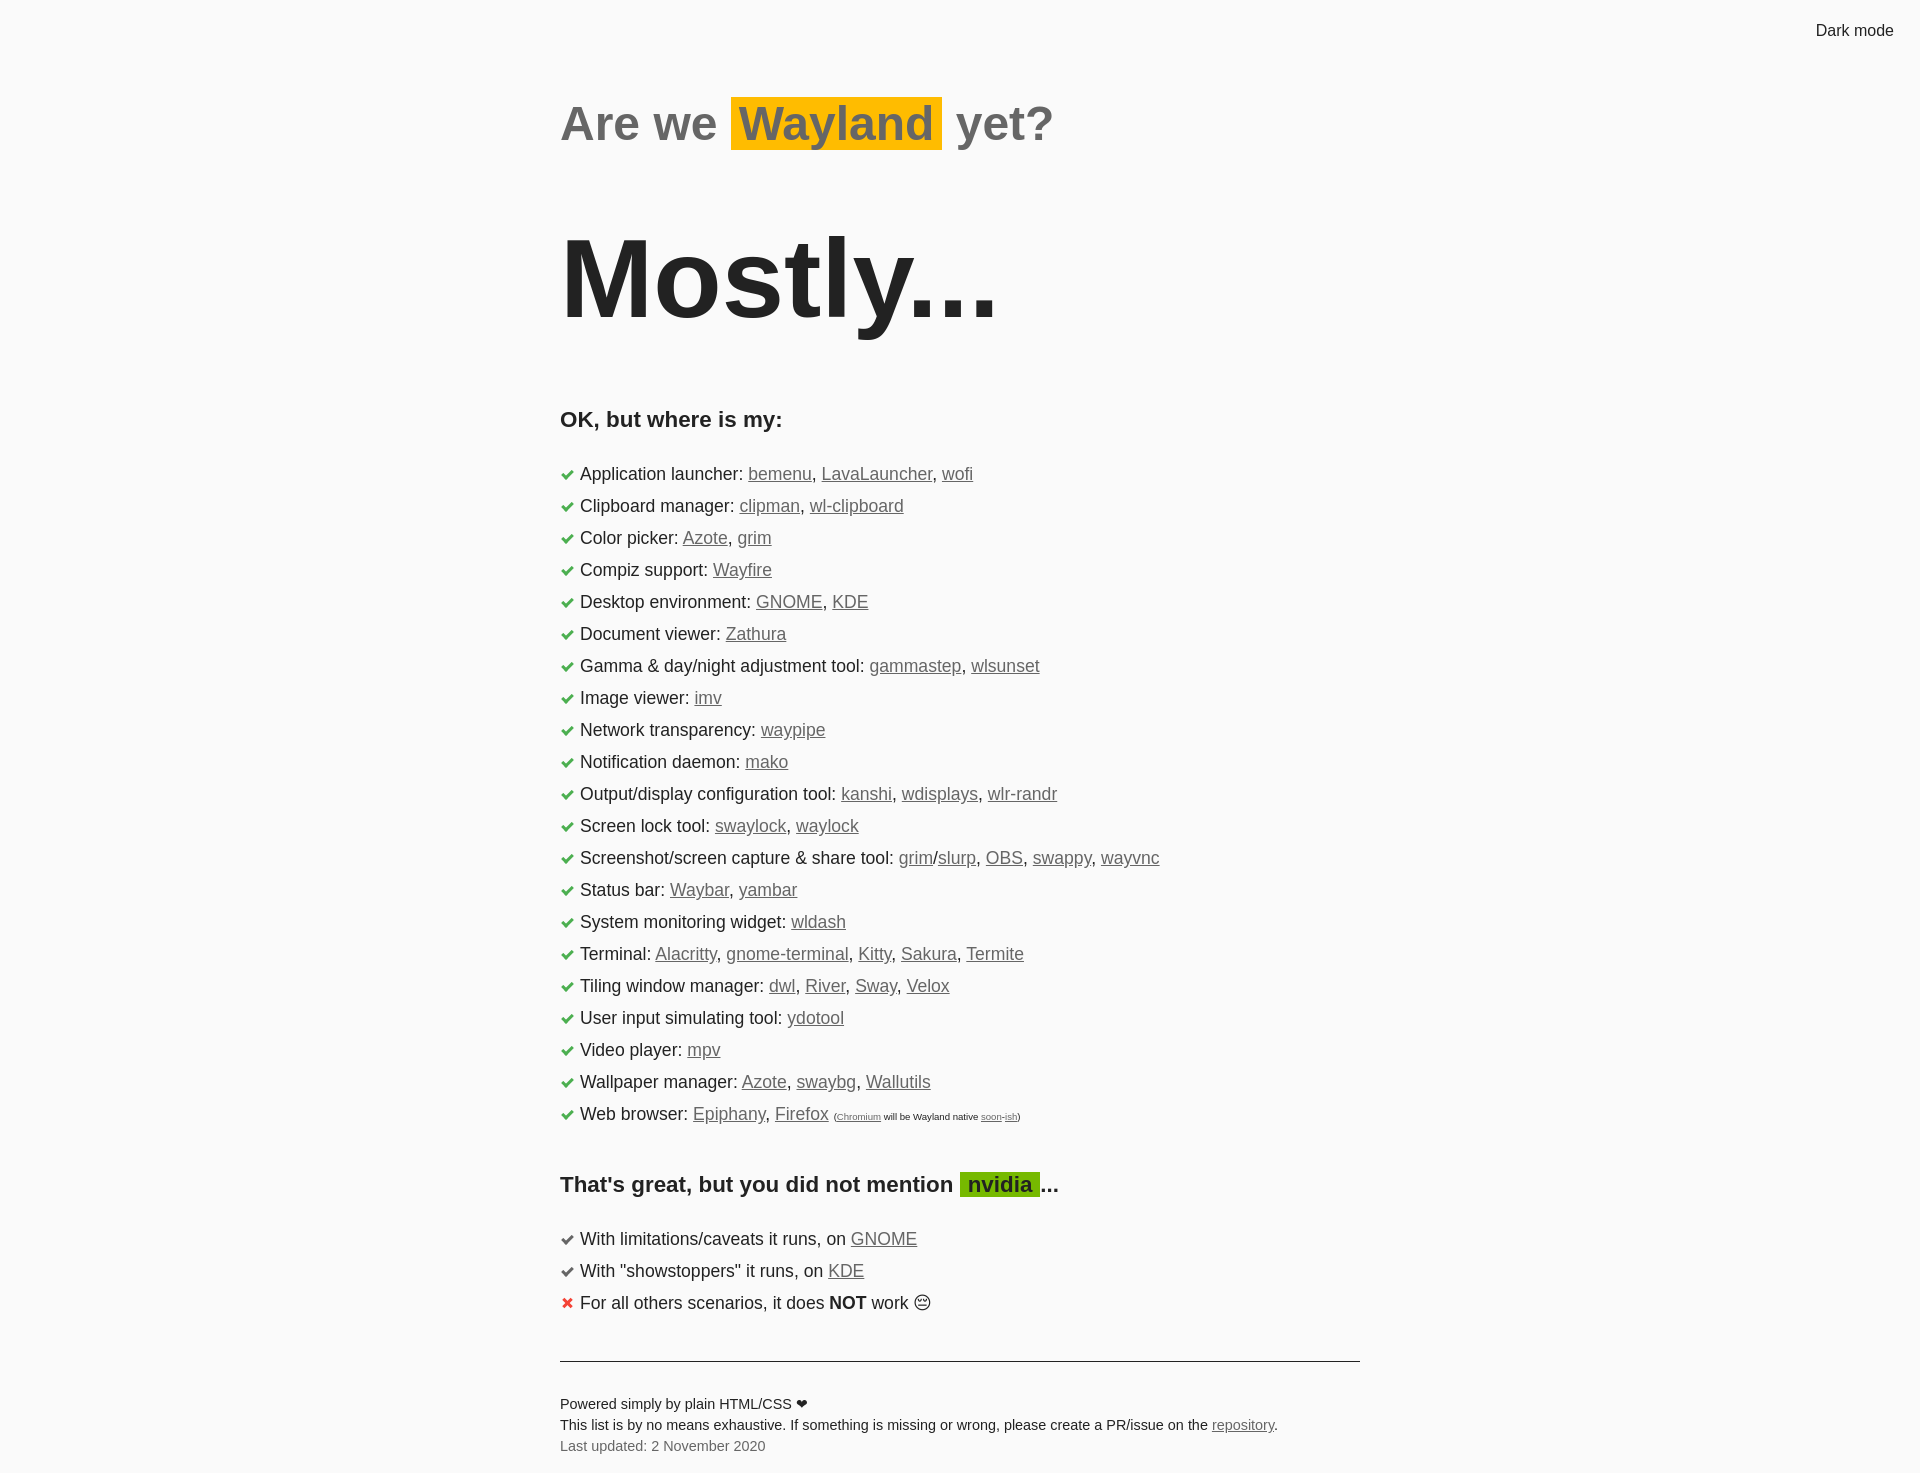 Dark mode
Are we Wayland yet?
Mostly...
OK, but where is my:
Application launcher: bemenu, LavaLauncher, wofi
Clipboard manager: clipman, wl-clipboard
Color picker: Azote, grim
Compiz support: Wayfire
Desktop environment: GNOME, KDE
Document viewer: Zathura
Gamma & day/night adjustment tool: gammastep, wlsunset
Image viewer: imv
Network transparency: waypipe
Notification daemon: mako
Output/display configuration tool: kanshi, wdisplays, wlr-randr
Screen lock tool: swaylock, waylock
Screenshot/screen capture & share tool: grim/slurp, OBS, swappy, wayvnc
Status bar: Waybar, yambar
System monitoring widget: wldash
Terminal: Alacritty, gnome-terminal, Kitty, Sakura, Termite
Tiling window manager: dwl, River, Sway, Velox
User input simulating tool: ydotool
Video player: mpv
Wallpaper manager: Azote, swaybg, Wallutils
Web browser: Epiphany, Firefox (Chromium will be Wayland native soon-ish)
That's great, but you did not mention nvidia...
With limitations/caveats it runs, on GNOME
With "showstoppers" it runs, on KDE
For all others scenarios, it does NOT work 😔
Powered simply by plain HTML/CSS ❤
This list is by no means exhaustive. If something is missing or wrong, please create a PR/issue on the repository.
Last updated: 2 November 2020